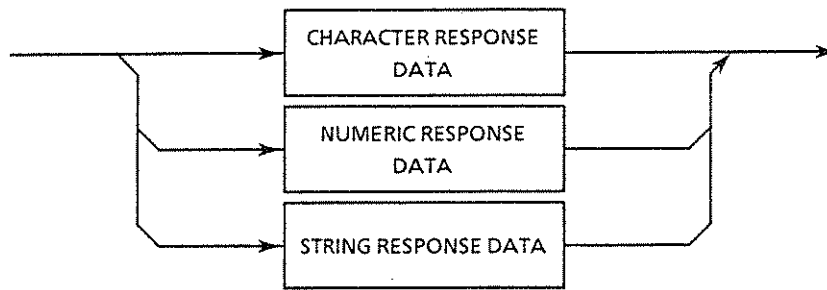 CHARACTER RESPONSE
DATA
NUMERIC RESPONSE
DATA
STRING RESPONSE DATA